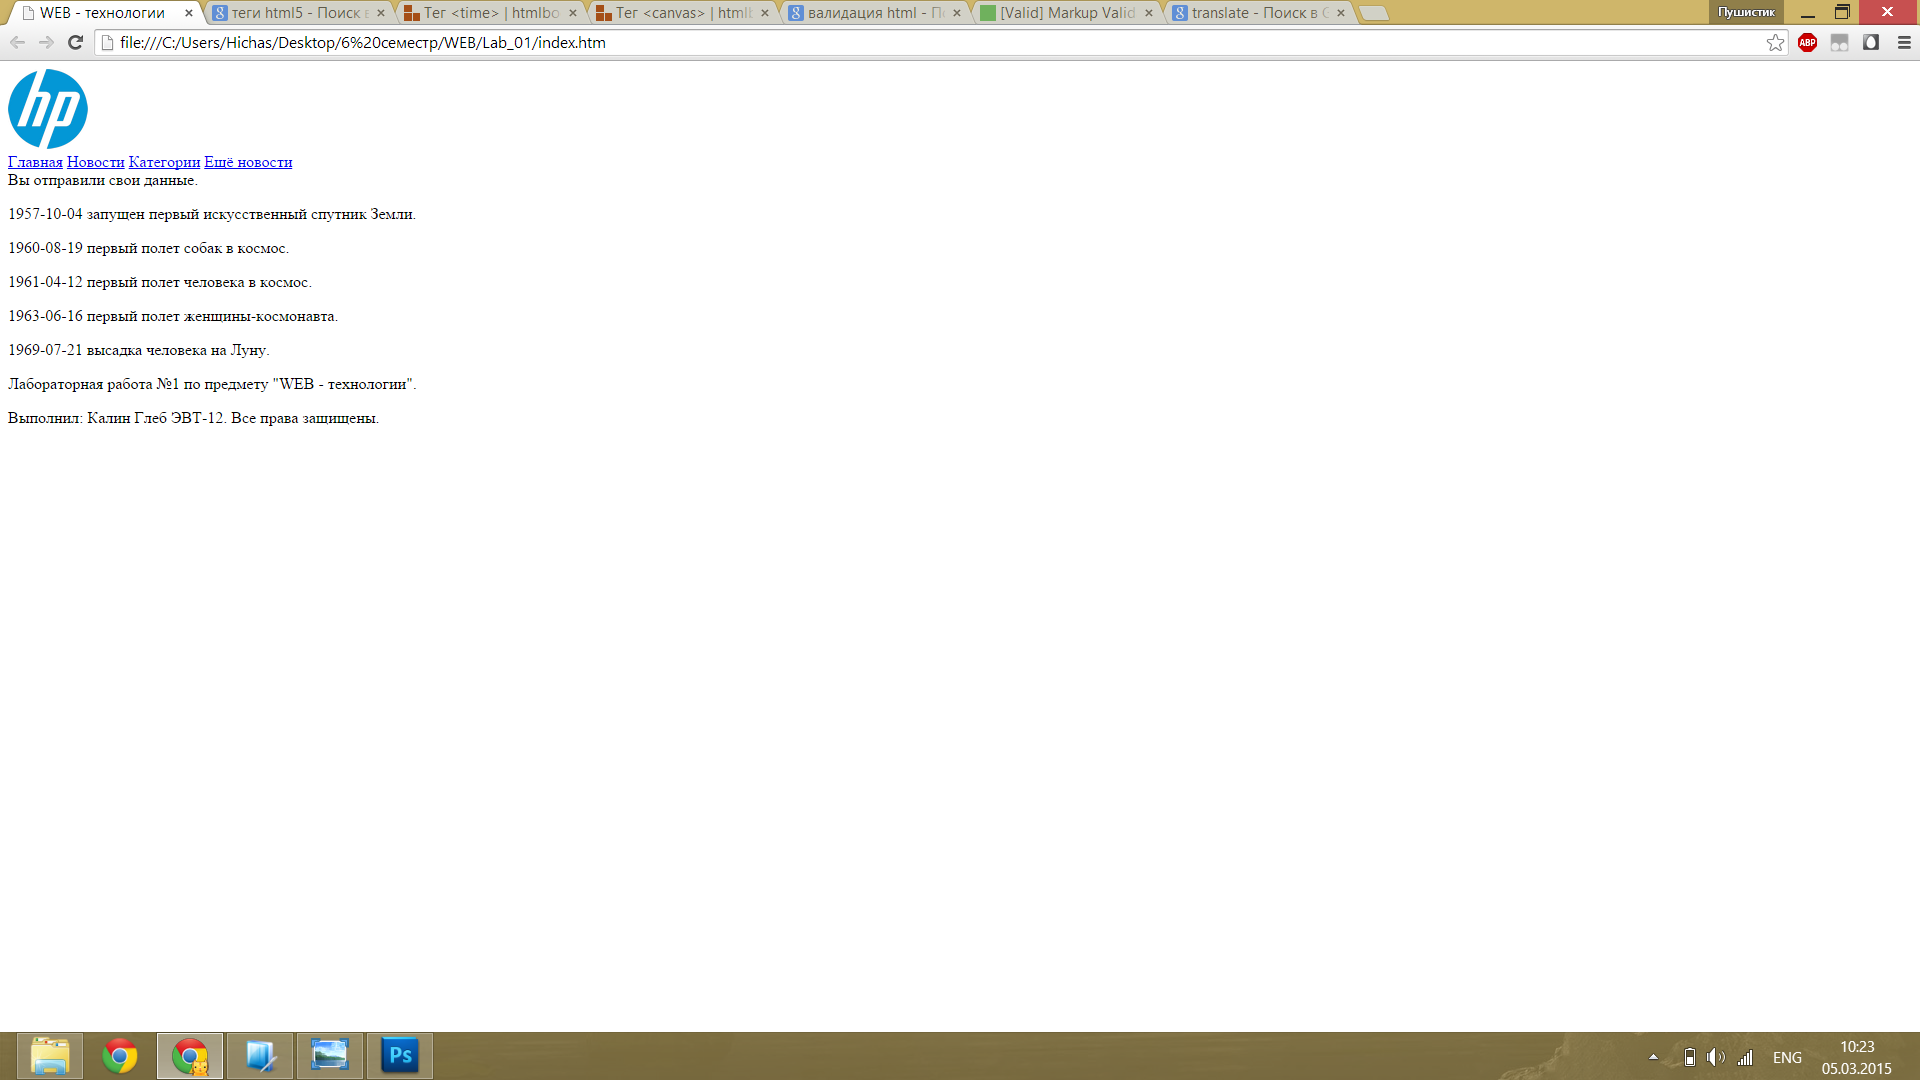 WEB - технологии
теги html5 - Поиск в
Тег <time> | htmlbo
Тег <canvas> | htmlb
валидация html - По
[Valid] Markup Valid
translate - Поиск в G
Пушистик
file:///C:/Users/Hichas/Desktop/6%20семестр/WEB/Lab_01/index.htm
ABP
hp
Главная Новости Категории Ешё новости
Вы отправили свои данные.
1957-10-04 запущен первый искусственный спутник Земли.
1960-08-19 первый полет собак в космос.
1961-04-12 первый полет человека в космос.
1963-06-16 первый полет женщины-космонавта.
1969-07-21 высадка человека на Луну.
Лабораторная работа №1 по предмету "WEB - технологии".
Выполнил: Калин Глеб ЭВТ-12. Все права защищены.
Ps
ENG
10:23
05.03.2015